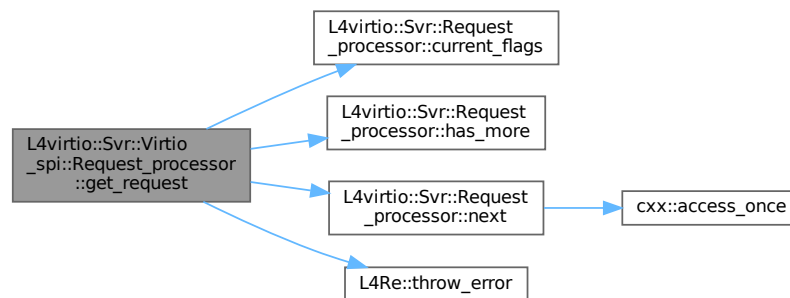 L4virtio::Svr::Request
_processor::current_flags
L4virtio::Svr::Request
_processor::has_more
L4virtio::Svr::Virtio
_spi::Request_processor
::get_request
L4virtio::Svr::Request
_processor::next
cxx::access_once
L4Re::throw_error